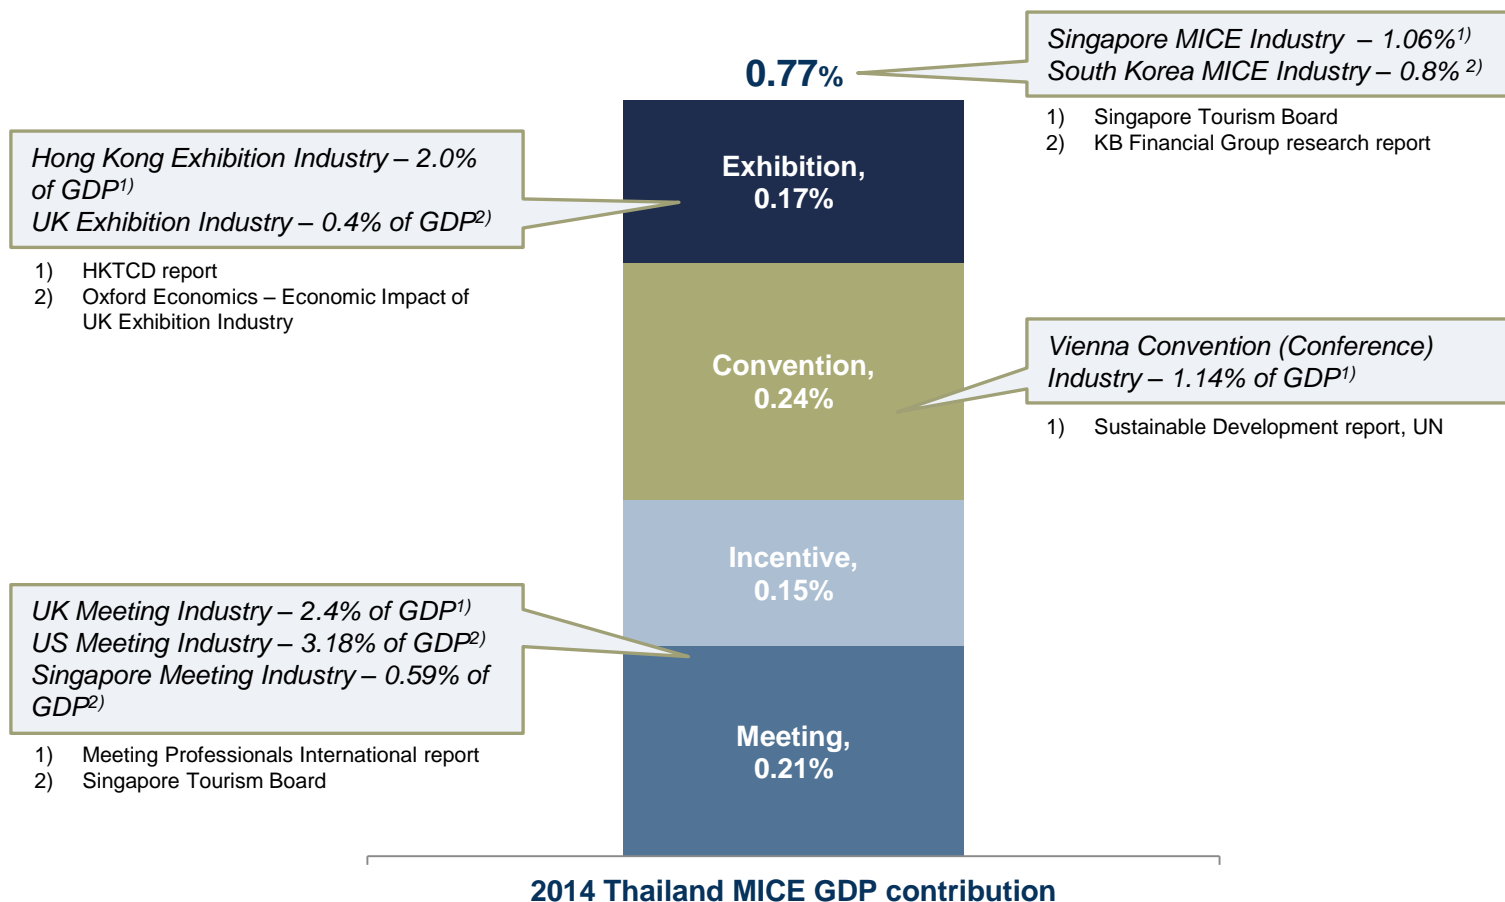 Singapore MICE Industry – 1.06%1)
South Korea MICE Industry – 0.8% 2)
1) Singapore Tourism Board
2) KB Financial Group research report
0.77%
Hong Kong Exhibition Industry – 2.0%
of GDP1)
UK Exhibition Industry – 0.4% of GDP2)
1) HKTCD report
2) Oxford Economics – Economic Impact of
UK Exhibition Industry
Exhibition,
0.17%
Convention,
0.24%
Vienna Convention (Conference)
Industry – 1.14% of GDP1)
1) Sustainable Development report, UN
Incentive,
0.15%
UK Meeting Industry – 2.4% of GDP1)
US Meeting Industry – 3.18% of GDP2)
Singapore Meeting Industry – 0.59% of
GDP2)
1) Meeting Professionals International report
2) Singapore Tourism Board
Meeting,
0.21%
2014 Thailand MICE GDP contribution